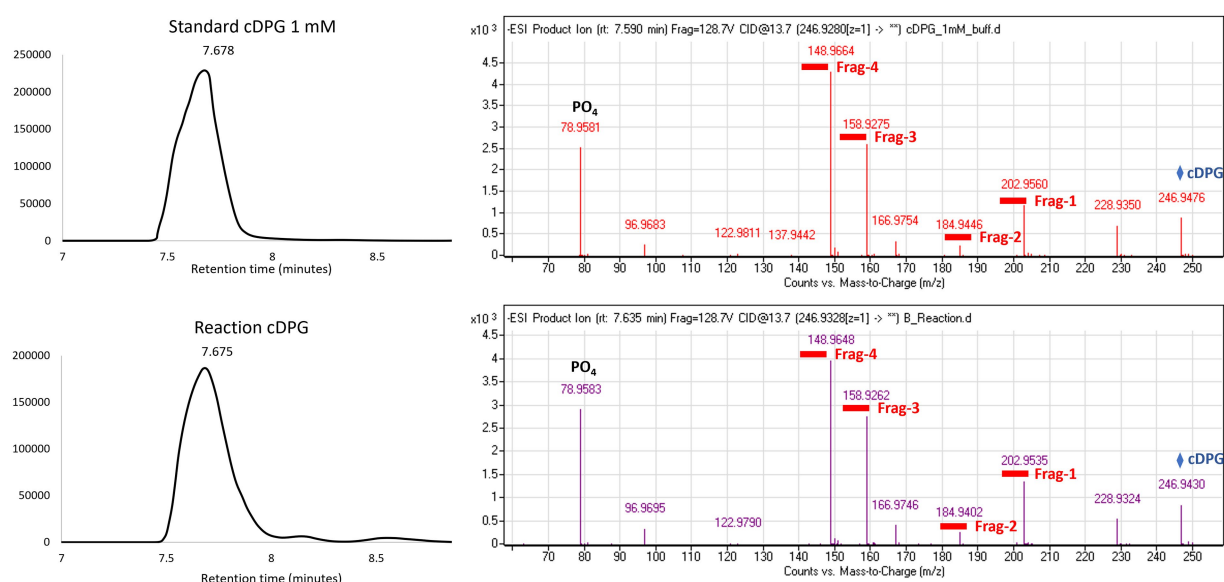 Standard cDPG 1 mM
7.678
250000
200000
150000
100000
50000
0
7
7.5
8
8.5
Retention time (minutes)
-ESI Product Ion (rt: 7.590 min) Frag=128.7V CID@13.7 (246.9280[z=1] -> **) cDPG_1mM_buff.d
x10 3
4.5
4
3.5
3
2.5
2
1.5
1
0.5
0
148.9664
Frag-4
PO4
78.9581
158.9275
Frag-3
cDPG
202.9560
Frag-1
246.9476
228.9350
96.9683
122.9811
137.9442
166.9754
184.9446
Frag-2
70 80 90 100 110 120 130 140 150 160 170 180 190 200 210 220 230 240 250
Counts vs. Mass-to-Charge (m/z)
Reaction cDPG
7.675
200000
150000
100000
50000
0
7
7.5
8
8.5
Retention time (minutes)
-ESI Product Ion (rt: 7.635 min) Frag=128.7V CID@13.7 (246.9328[z=1] -> **) B_Reaction.d
x10 3
4.5
4
3.5
3
2.5
2
1.5
1
0.5
0
148.9648
Frag-4
PO4
78.9583
158.9262
Frag-3
cDPG
202.9535
Frag-1
246.9430
228.9324
96.9695
122.9790
166.9746
184.9402
Frag-2
70 80 90 100 110 120 130 140 150 160 170 180 190 200 210 220 230 240 250
Counts vs. Mass-to-Charge (m/z)